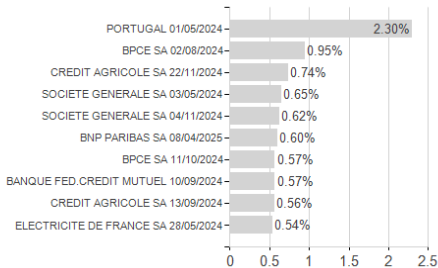 PORTUGAL 01/05/2024 2.30%
BPCE SA 02/08/2024 0.95%
CREDIT AGRICOLE SA 22/11/2024 0.74%
SOCIETE GENERALE SA 03/05/2024 0.65%
SOCIETE GENERALE SA 04/11/2024 0.62%
BNP PARIBAS SA 08/04/2025 0.60%
BPCE SA 11/10/2024 0.57%
BANQUE FED.CREDIT MUTUEL 10/09/2024 0.57%
CREDIT AGRICOLE SA 13/09/2024 0.56%
ELECTRICITE DE FRANCE SA 28/05/2024 0.54%
0 0.5 1 1.5 2 2.5